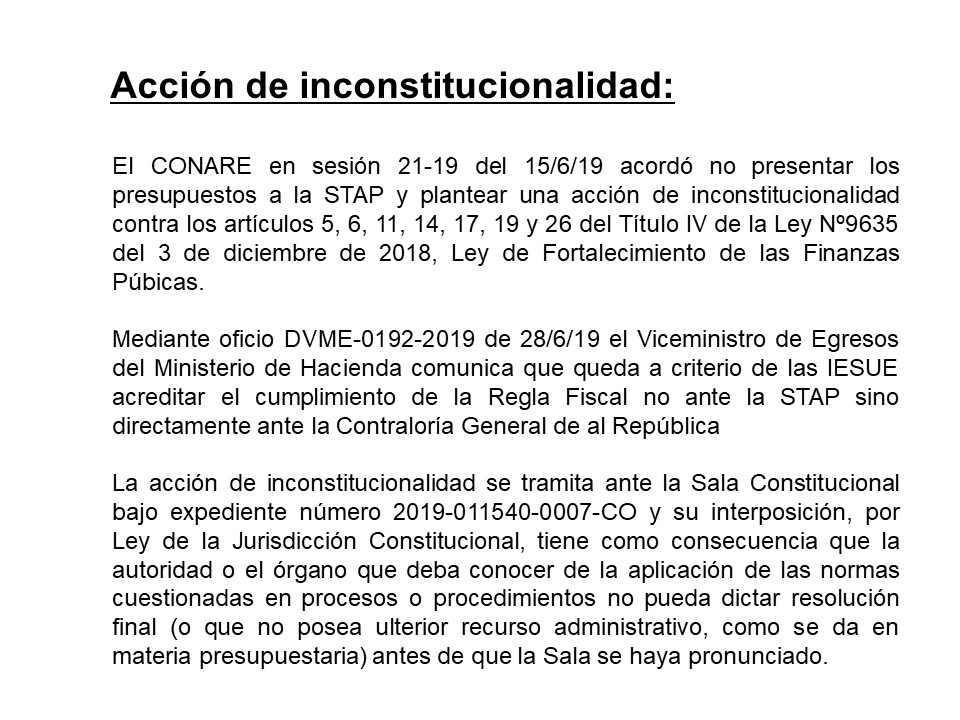 Acción de inconstitucionalidad:
El CONARE en sesión 21-19 del 15/6/19 acordó no presentar los
presupuestos a la STAP y plantear una acción de inconstitucionalidad
contra los artículos 5, 6, 11, 14, 17, 19 y 26 del Título IV de la Ley Nº9635
del 3 de diciembre de 2018, Ley de Fortalecimiento de las Finanzas
Púbicas.
Mediante oficio DVME-0192-2019 de 28/6/19 el Viceministro de Egresos
del Ministerio de Hacienda comunica que queda a criterio de las IESUE
acreditar el cumplimiento de la Regla Fiscal no ante la STAP sino
directamente ante la Contraloría General de al República
La acción de inconstitucionalidad se tramita ante la Sala Constitucional
bajo expediente número 2019-011540-0007-CO y su interposición, por
Ley de la Jurisdicción Constitucional, tiene como consecuencia que la
autoridad o el órgano que deba conocer de la aplicación de las normas
cuestionadas en procesos o procedimientos no pueda dictar resolución
final (o que no posea ulterior recurso administrativo, como se da en
materia presupuestaria) antes de que la Sala se haya pronunciado.